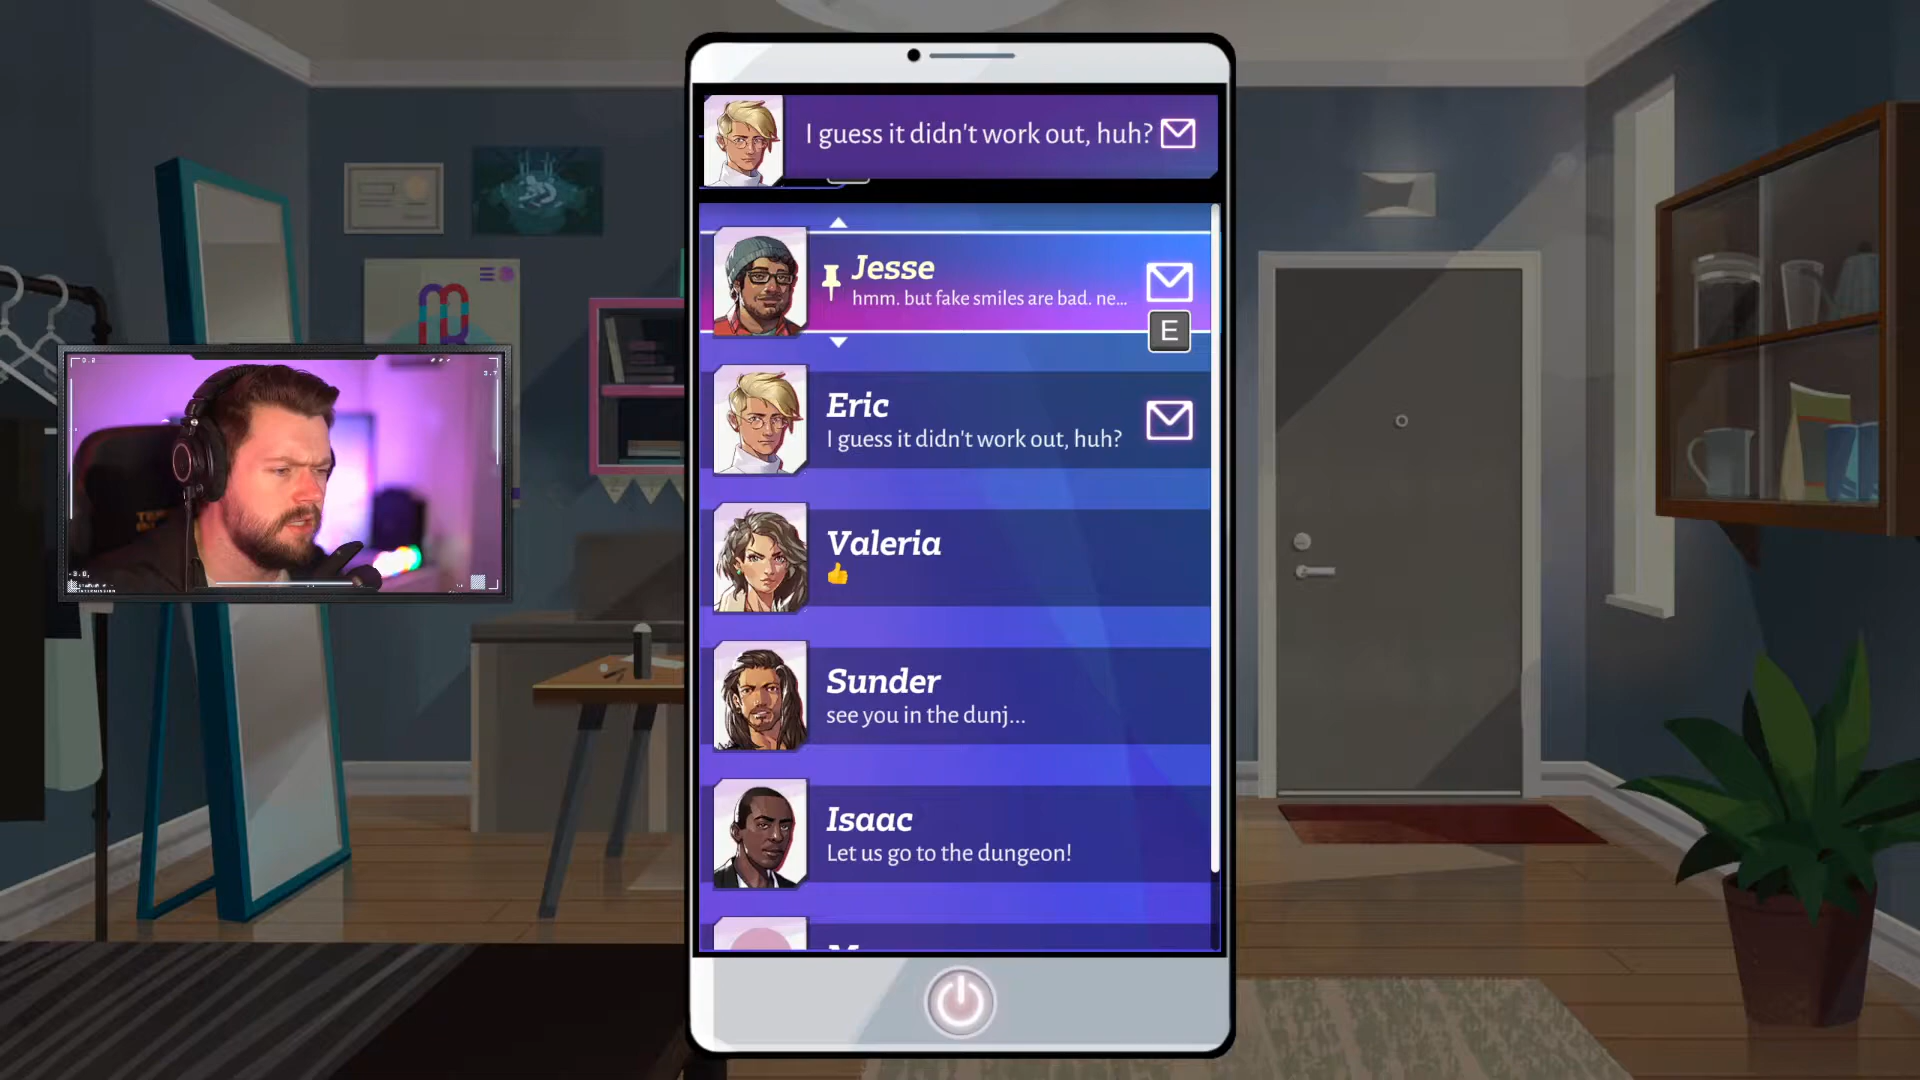 I guess it didn't work out, huh?
Jesse
hmm. but fake smiles are bad. ne...
E
Eric
I guess it didn't work out, huh?
Valeria
Sunder
see you in the dunj...
Isaac
Let us go to the dungeon!